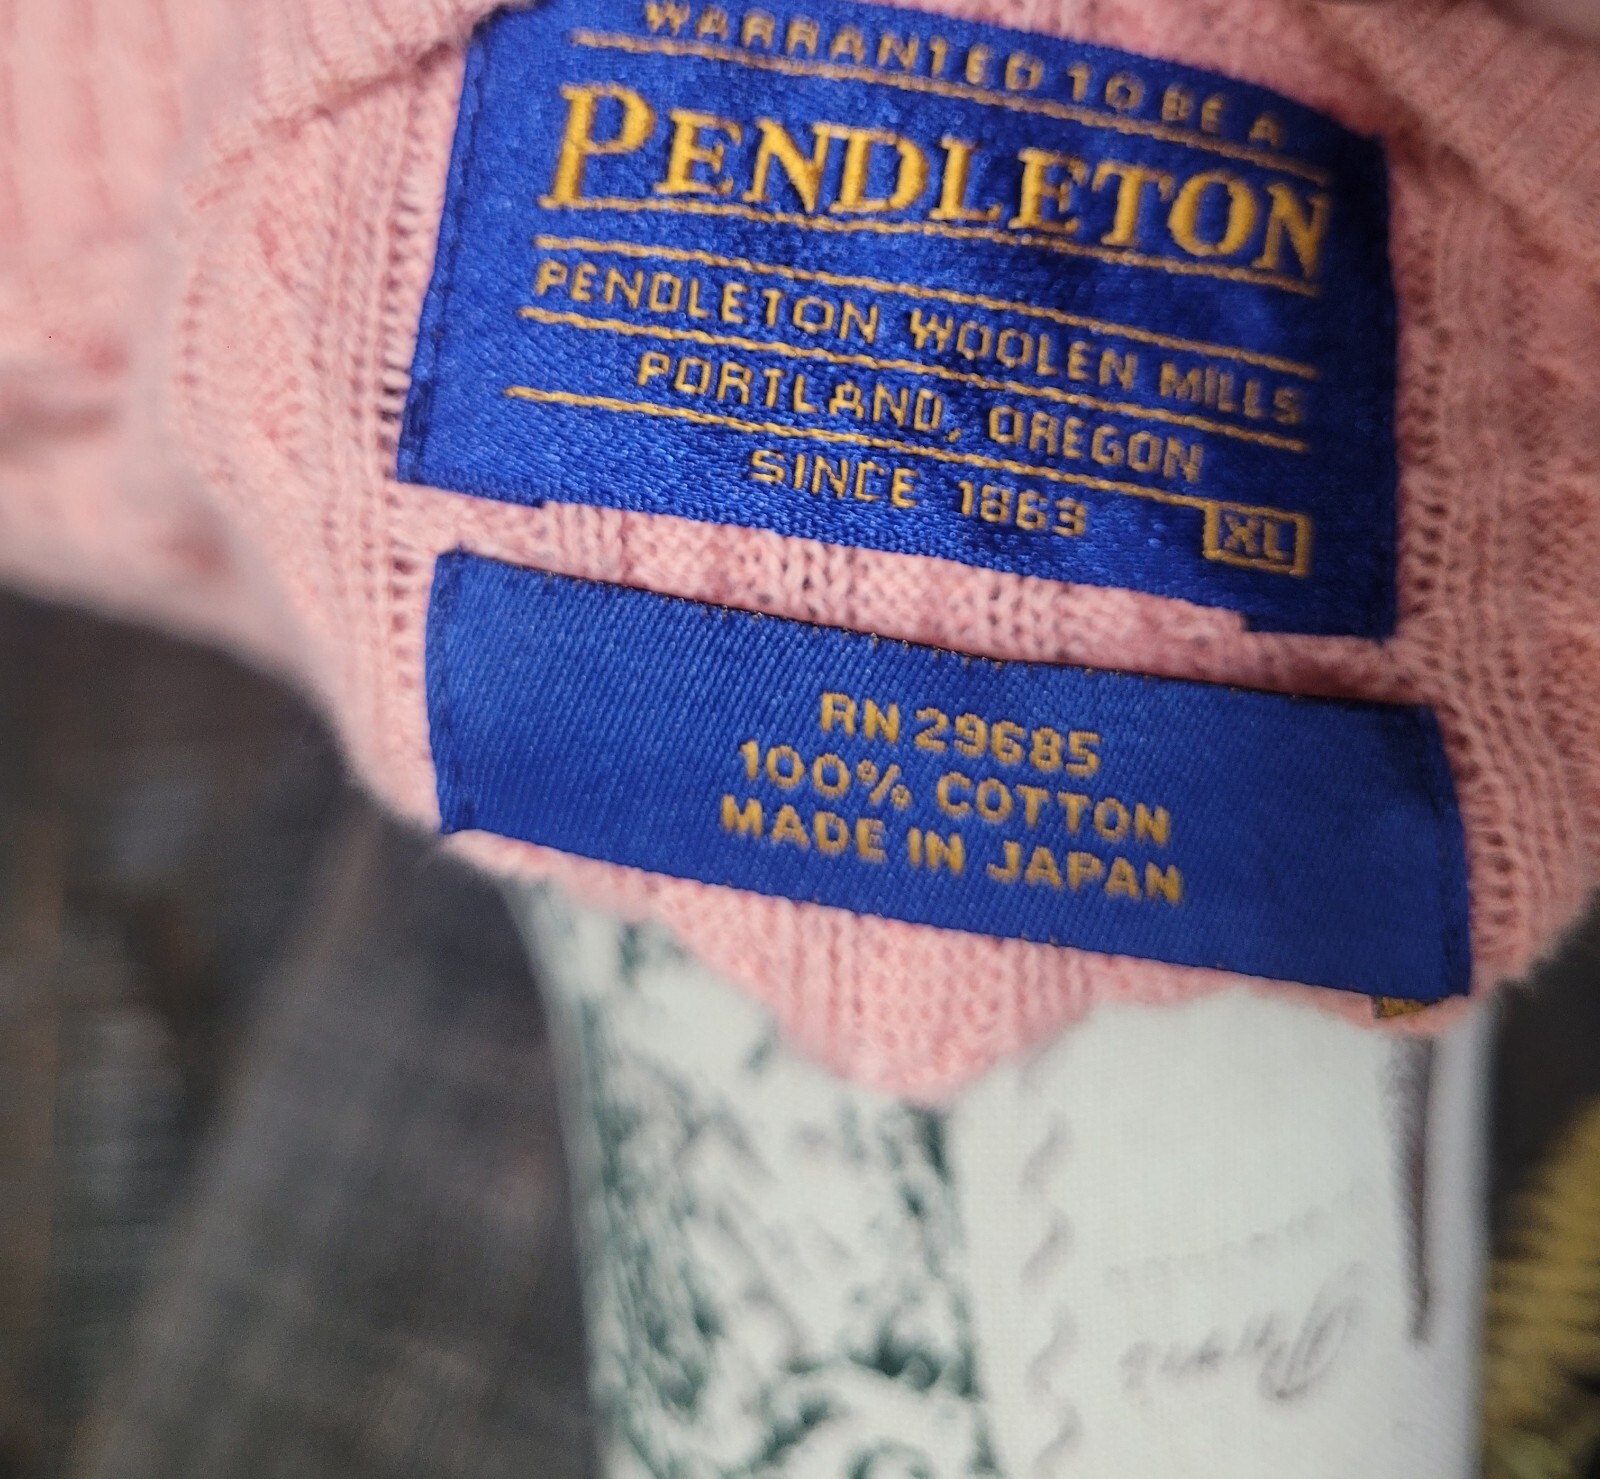 WARRANTED TO BE A
PENDLETON
PENDLETON WOOLEN MILLS
PORTLAND, OREGON
SINCE 1863
XL
RN 29685
100% COTTON
MADE IN JAPAN